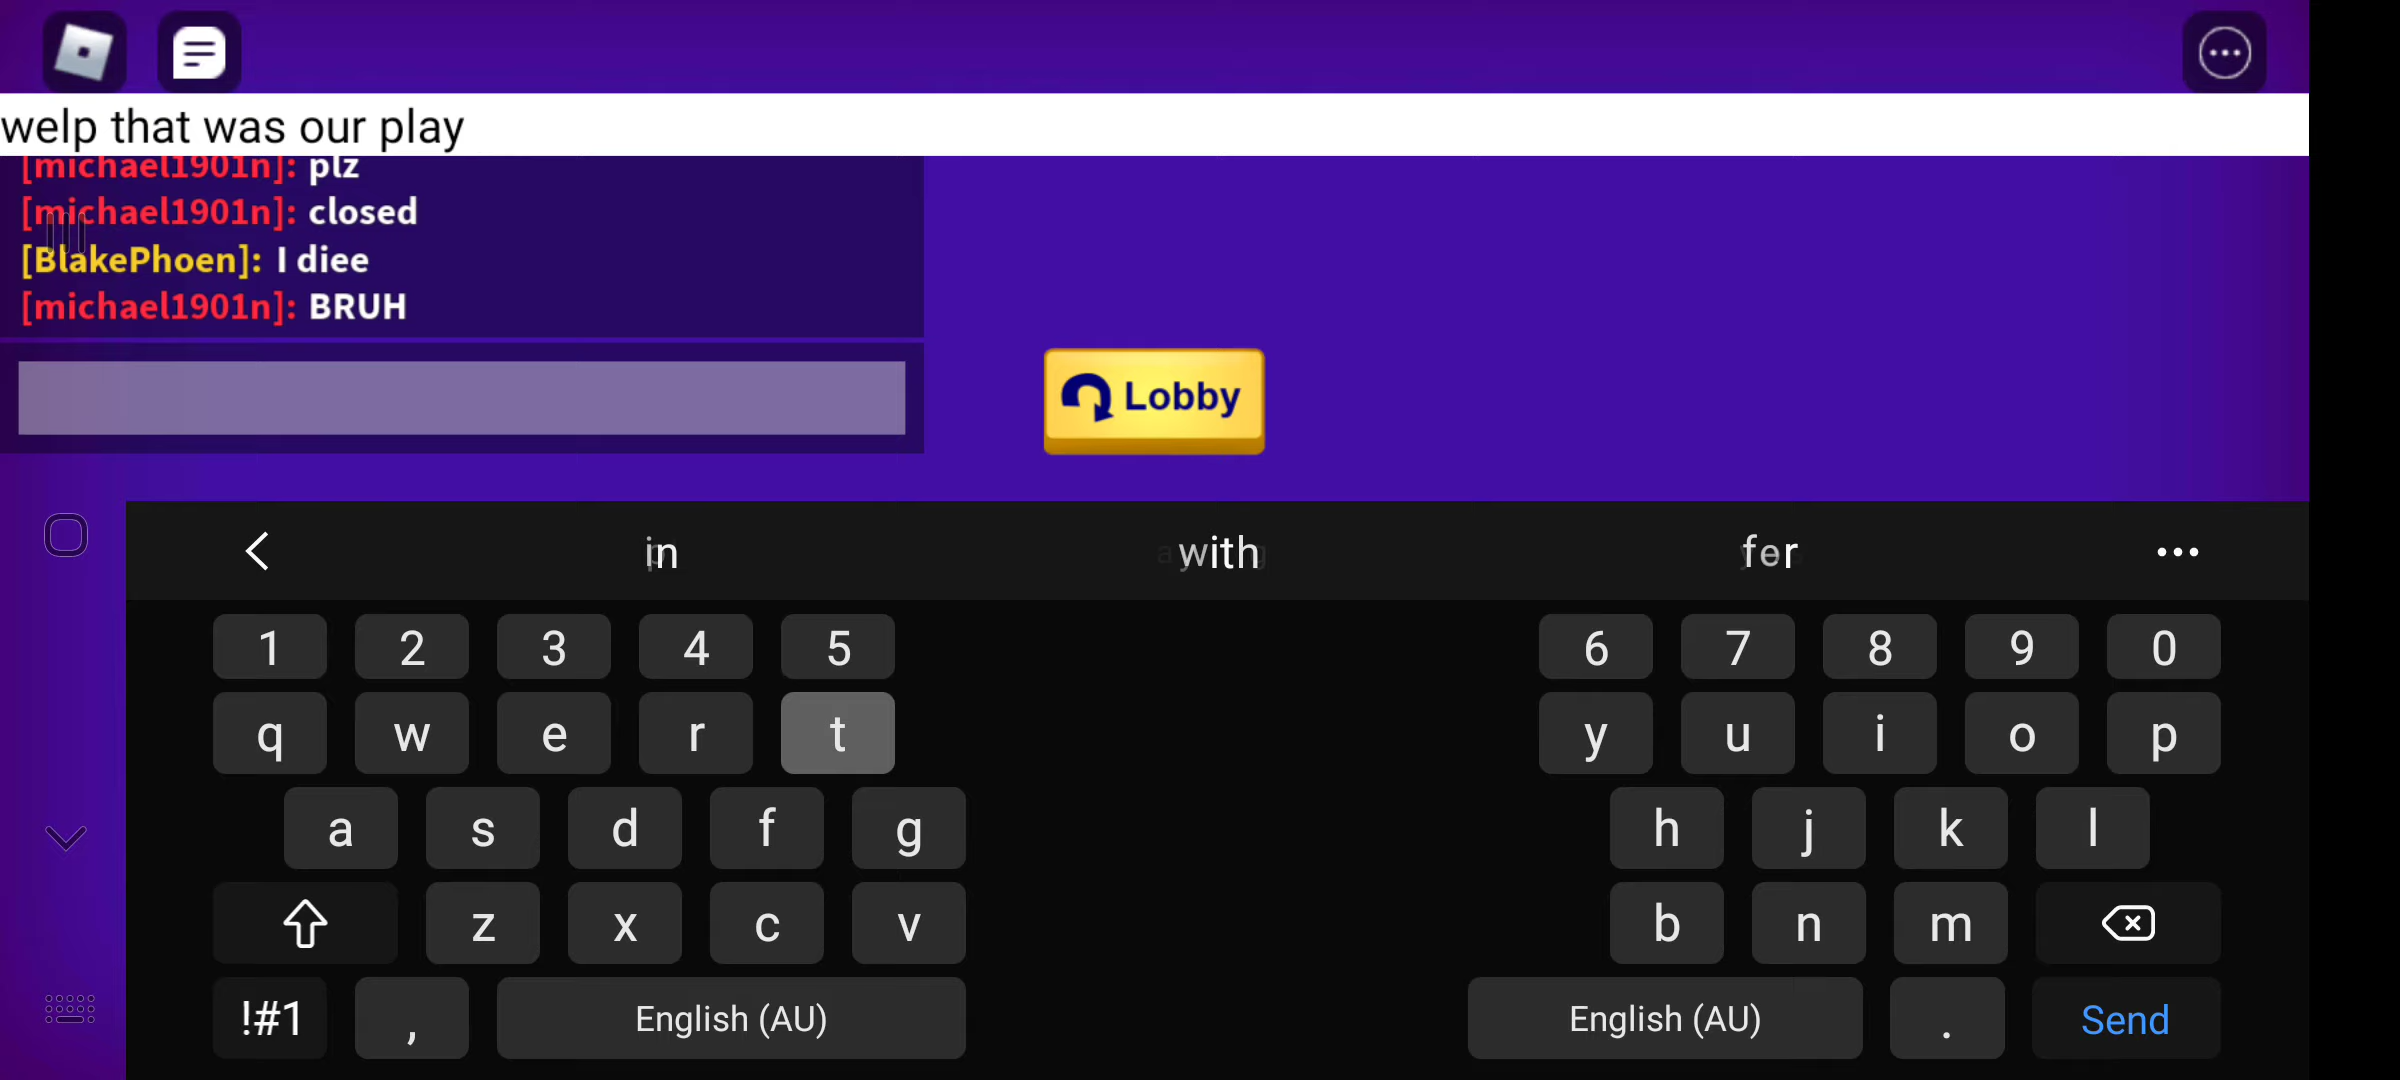 welp that was our play
[michael1901n]: plz
[michael1901n]: closed
[BlakePhoen]: I diee
[michael1901n]: BRUH
Lobby
in with for
1 2 3 4 5 6 7 8 9 0
q w e r t y u i o p
a s d f g h j k l
z x c v b n m
!#1 , English (AU) English (AU) . Send